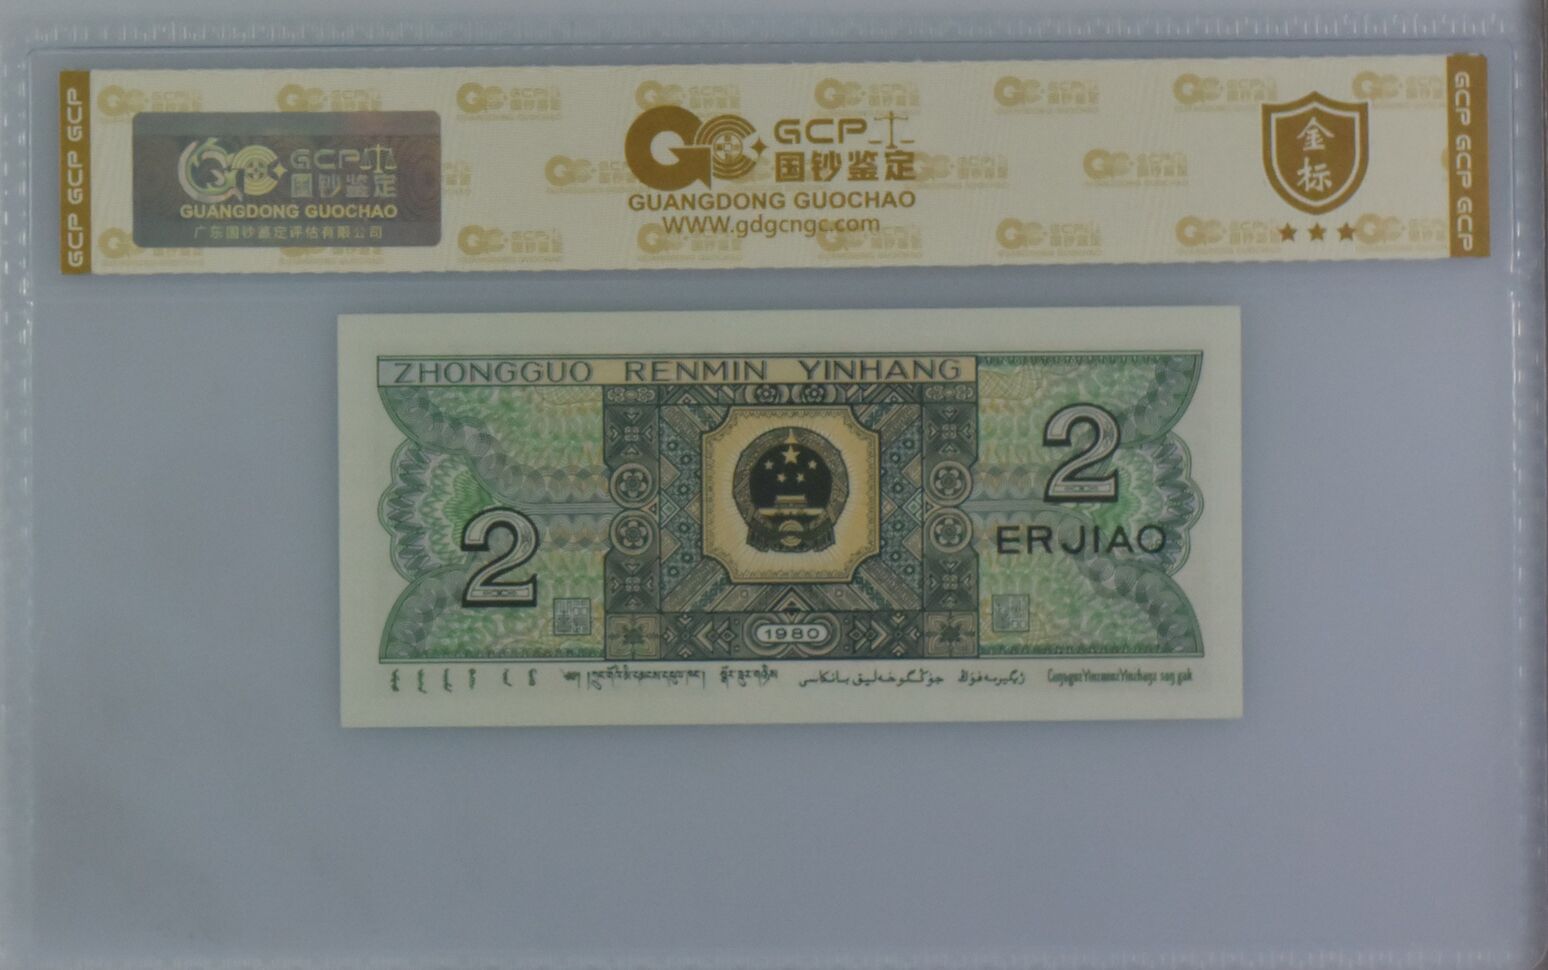 GCP GCP GCP
GCP
国钞鉴定
GUANGDONG GUOCHAO
广东国钞鉴定评估有限公司
GCP
国钞鉴定
GUANGDONG GUOCHAO
WWW.gdgcngc.com
金
标
GCP GCP GCP
ZHONGGUO RENMIN YINHANG
2
ERJIAO
2
1980